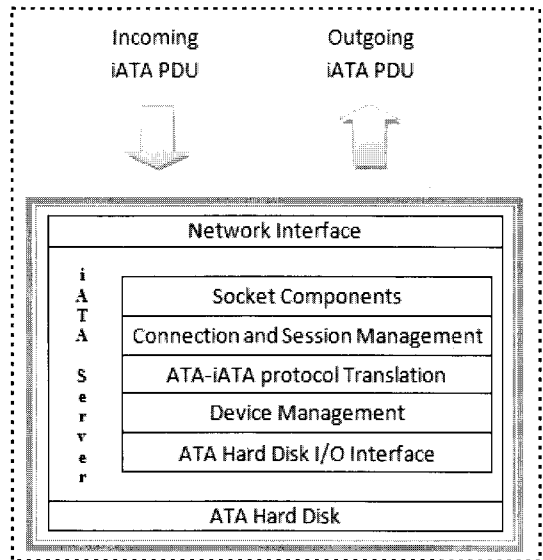 Incoming
iATA PDU
Outgoing
iATA PDU
Network Interface
iATA Server
Socket Components
Connection and Session Management
ATA-iATA protocol Translation
Device Management
ATA Hard Disk I/O Interface
ATA Hard Disk